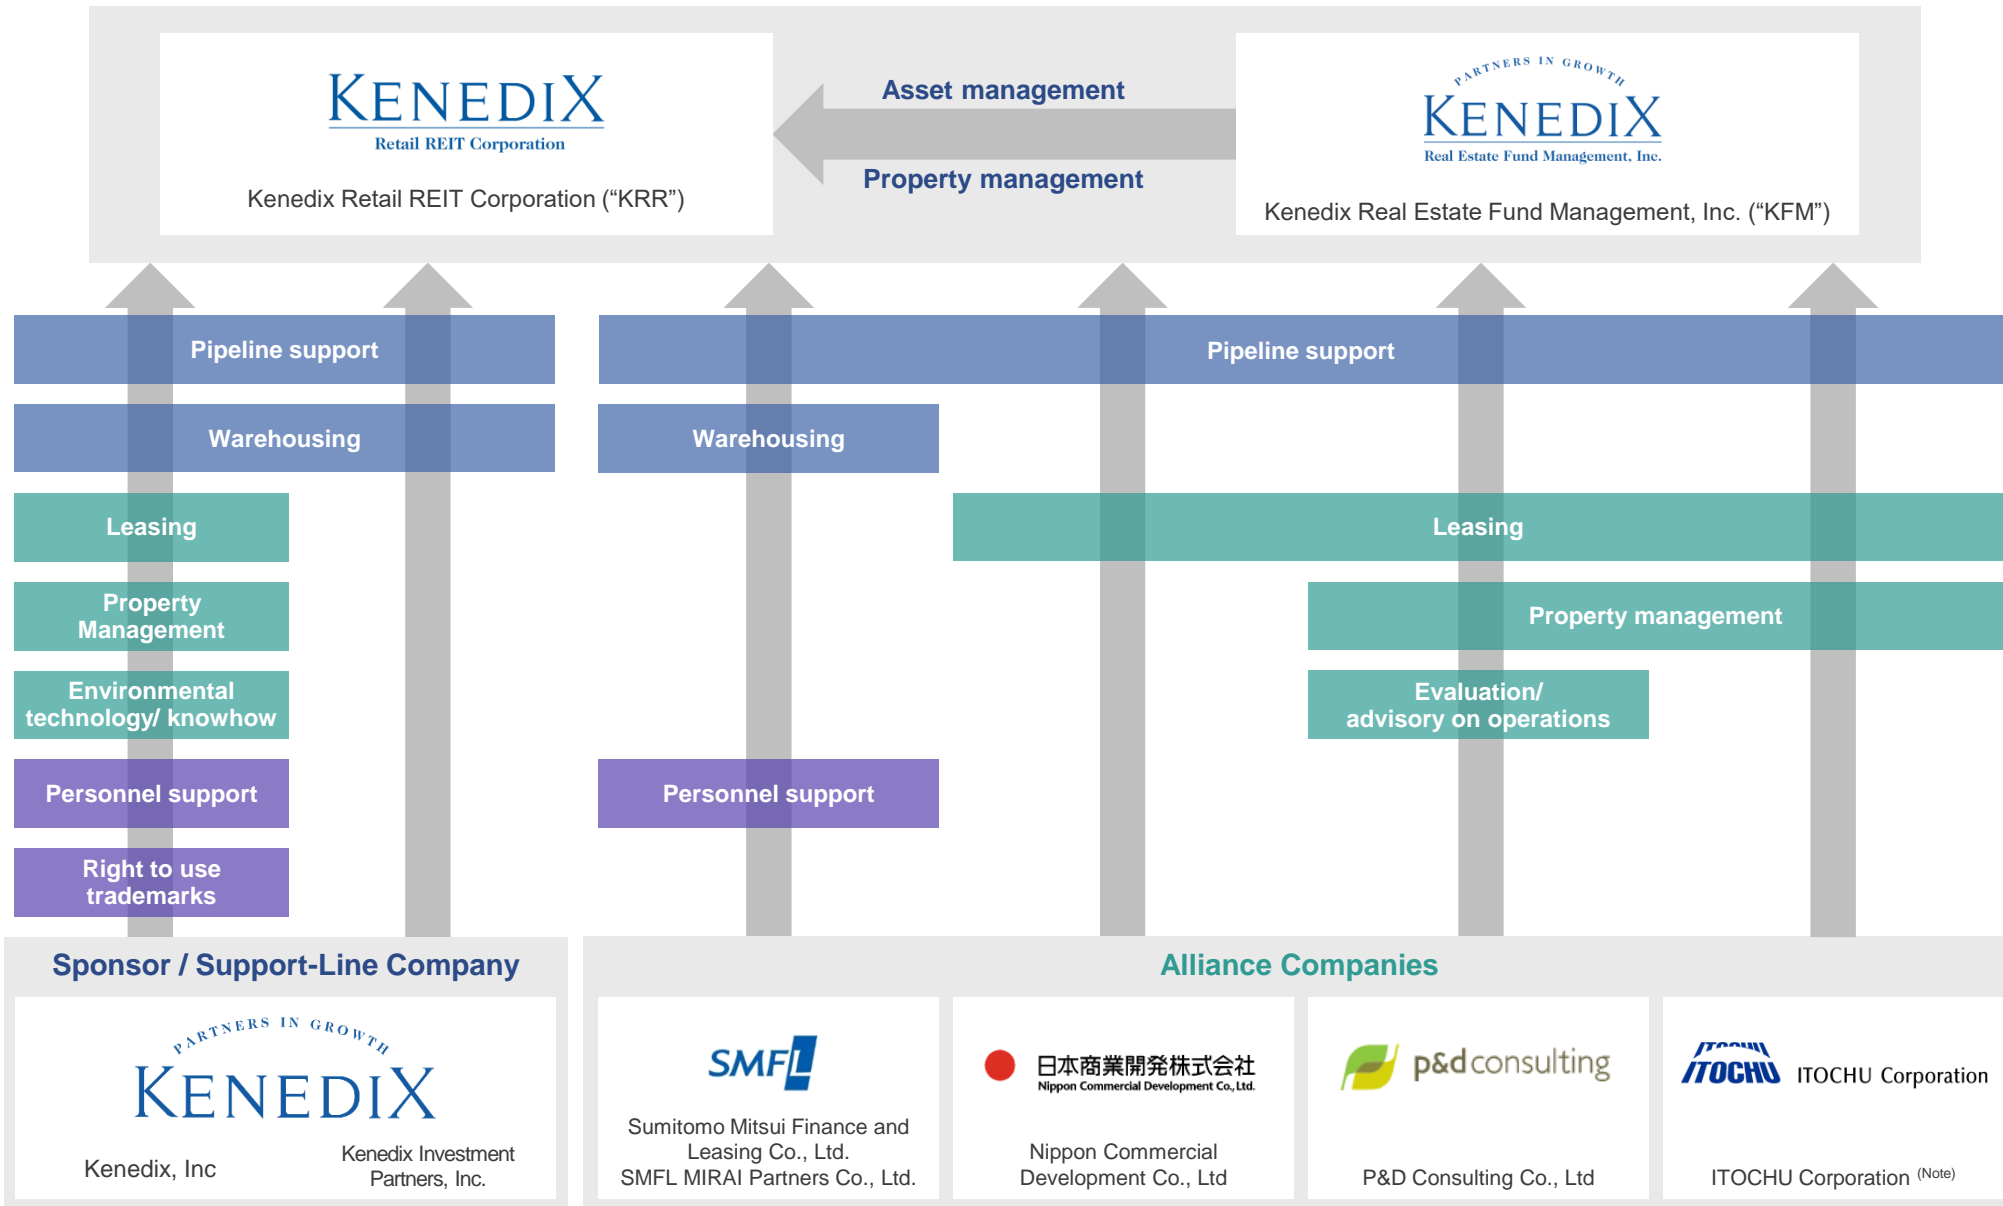 KENEDIX
Retail REIT Corporation
Kenedix Retail REIT Corporation (“KRR”)
Asset management
Property management
PARTNERS IN GROWTH
KENEDIX
Real Estate Fund Management, Inc.
Kenedix Real Estate Fund Management, Inc. (“KFM”)
Pipeline support
Pipeline support
Warehousing
Warehousing
Leasing
Leasing
Property
Management
Property management
Environmental
technology/ knowhow
Evaluation/
advisory on operations
Personnel support
Personnel support
Right to use
trademarks
Sponsor / Support-Line Company
PARTNERS IN GROWTH
KENEDIX
Kenedix, Inc
Kenedix Investment
Partners, Inc.
Alliance Companies
SMFL
Sumitomo Mitsui Finance and
Leasing Co., Ltd.
SMFL MIRAI Partners Co., Ltd.
日本商業開発株式会社
Nippon Commercial Development Co., Ltd.
Nippon Commercial
Development Co., Ltd
p&dconsulting
P&D Consulting Co., Ltd
ITOCHU
ITOCHU
ITOCHU Corporation
ITOCHU Corporation (Note)